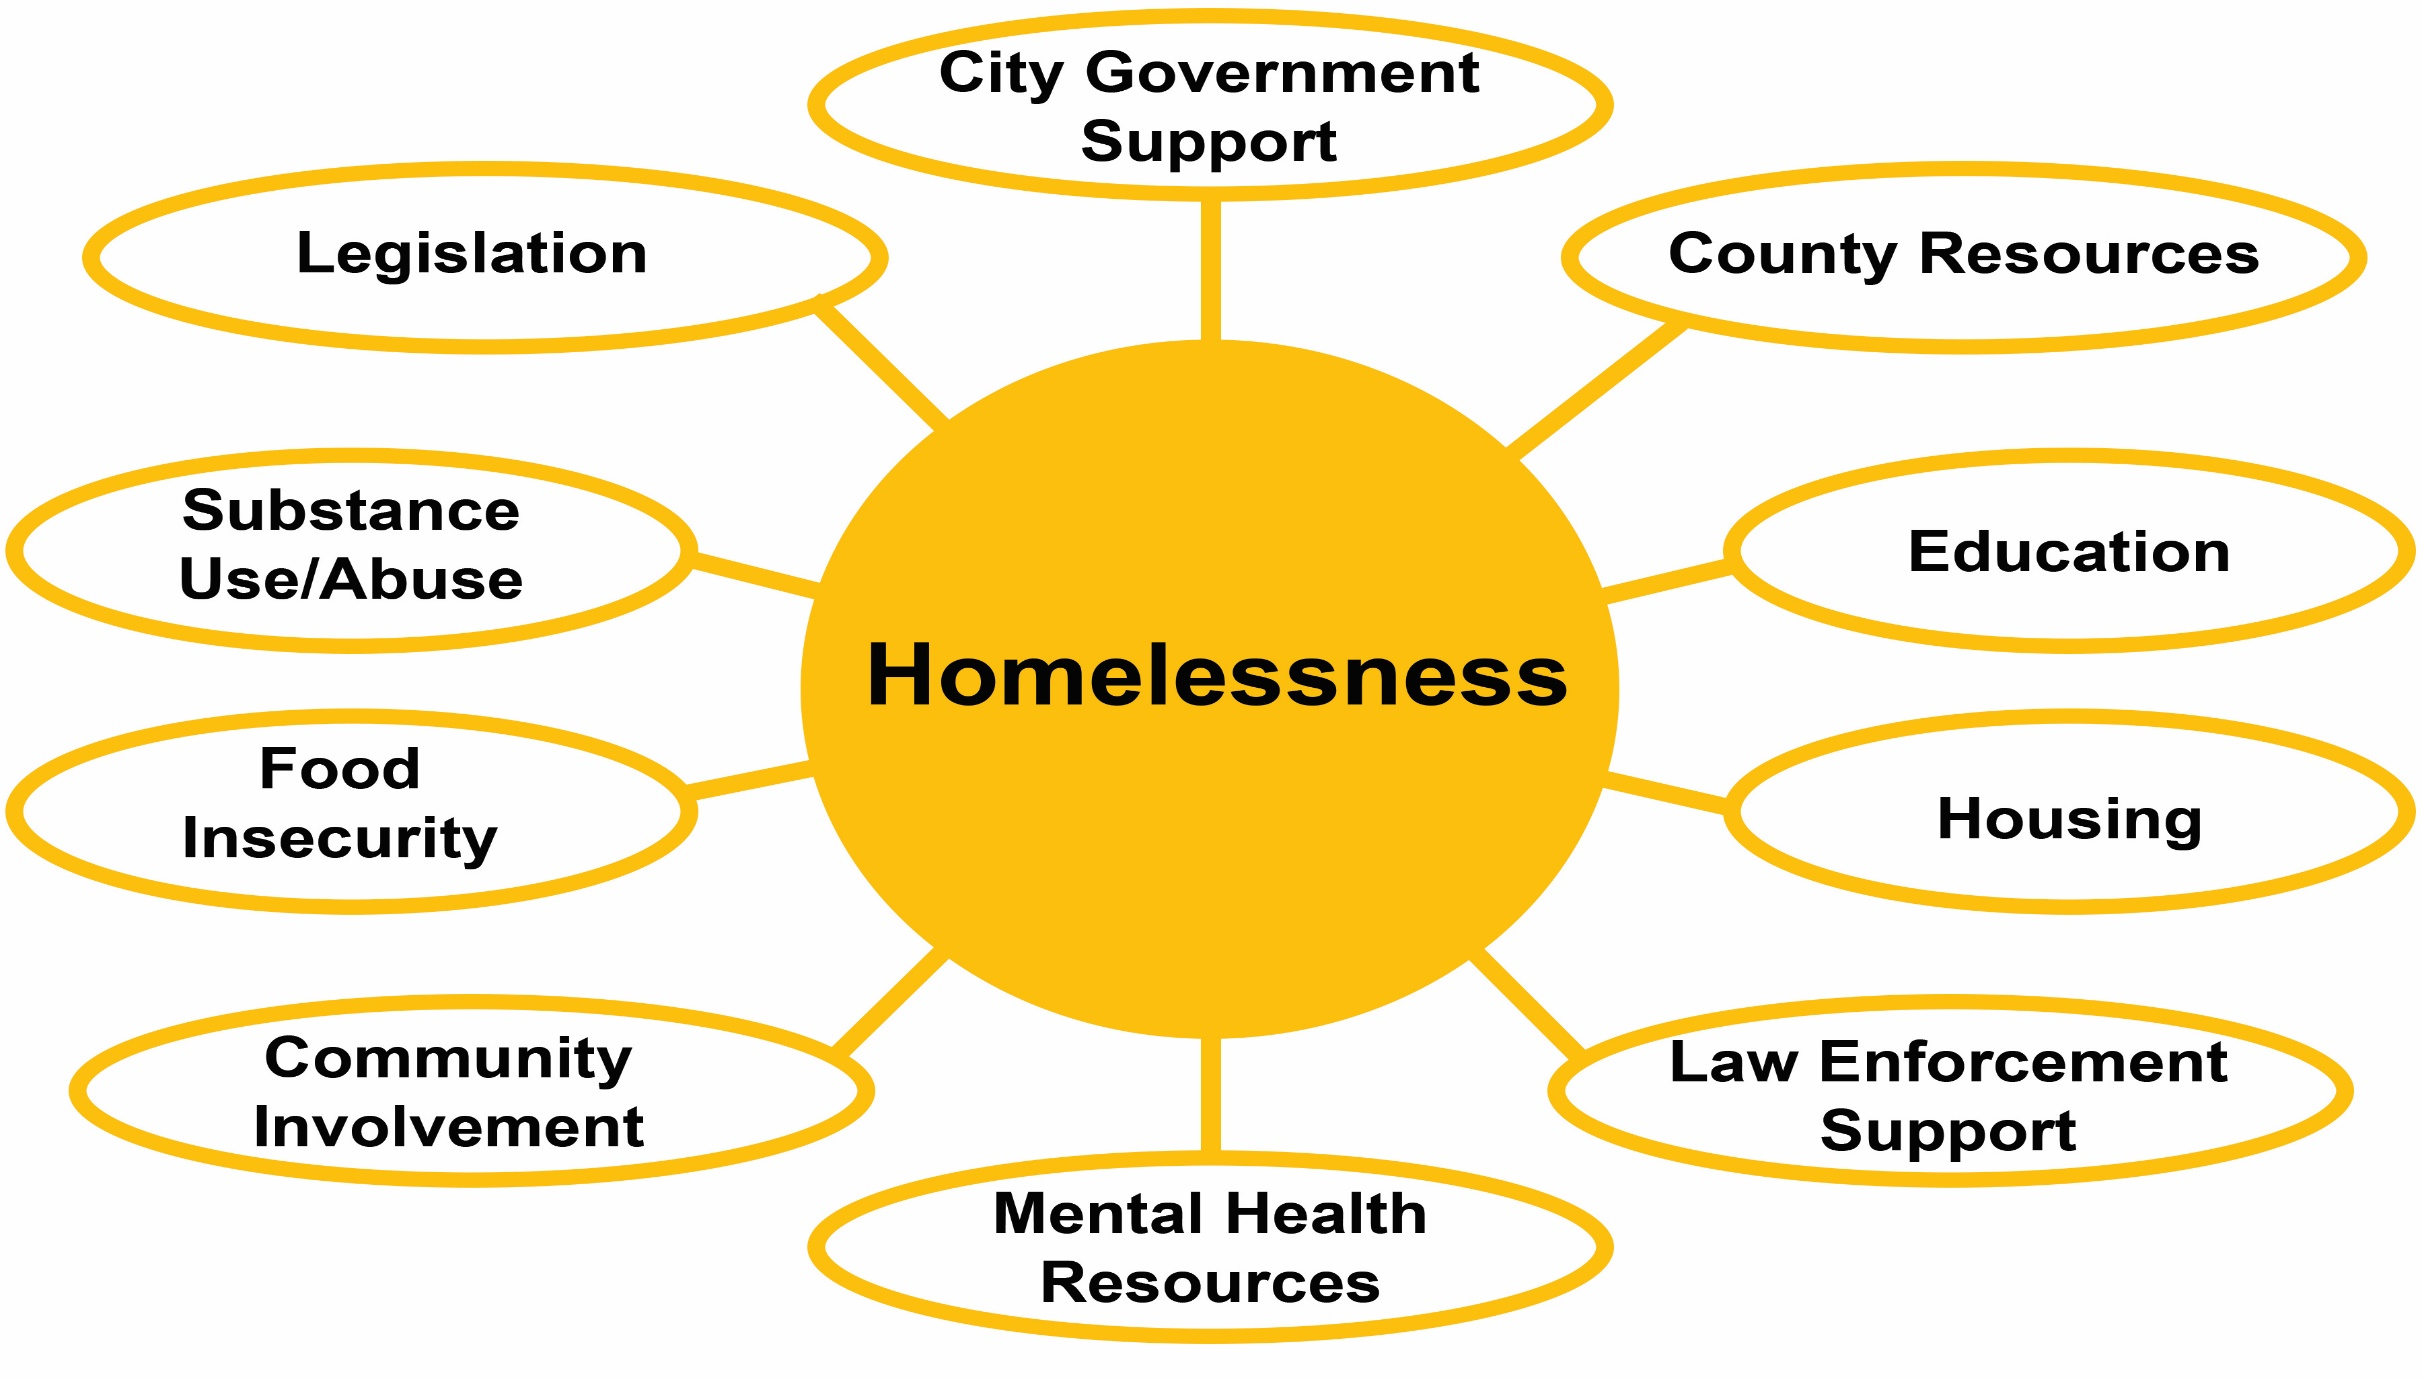 City Government
Support
Legislation
County Resources
Substance
Use/Abuse
Education
Homelessness
Food
Insecurity
Housing
Community
Involvement
Law Enforcement
Support
Mental Health
Resources